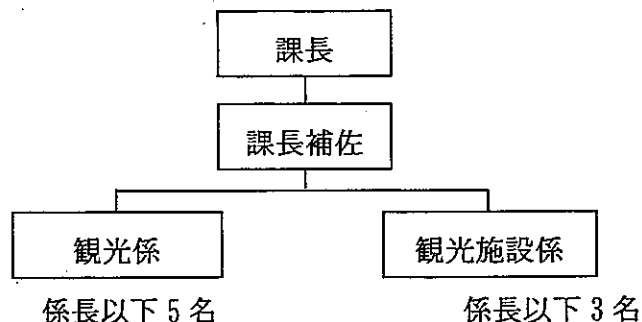 課長
課長補佐
観光係
観光施設係
係長以下 5 名
係長以下 3 名